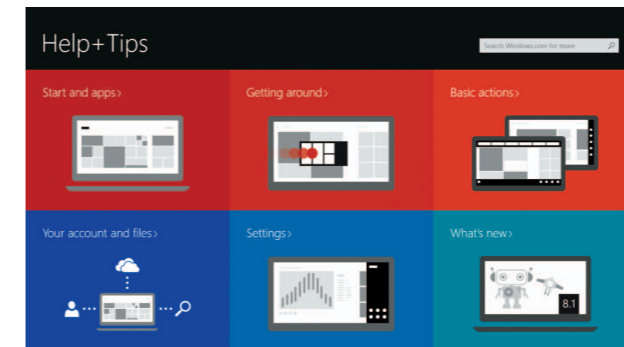 Help+Tips
Search Windows.com for more
Start and apps›
Getting around›
Basic actions›
Your account and files›
Settings›
What's new›
8.1